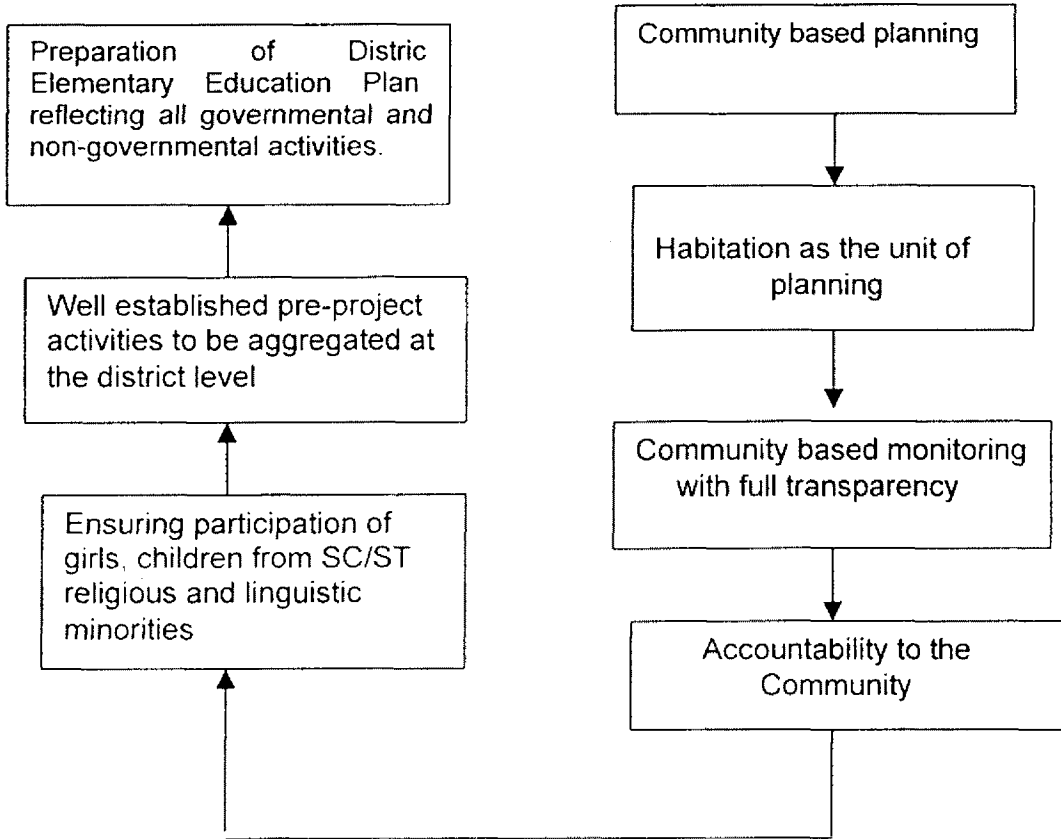 Preparation of Distric
Elementary Education Plan
reflecting all governmental and
non-governmental activities.
Well established pre-project
activities to be aggregated at
the district level
Ensuring participation of
girls, children from SC/ST
religious and linguistic
minorities
Community based planning
Habitation as the unit of
planning
Community based monitoring
with full transparency
Accountability to the
Community